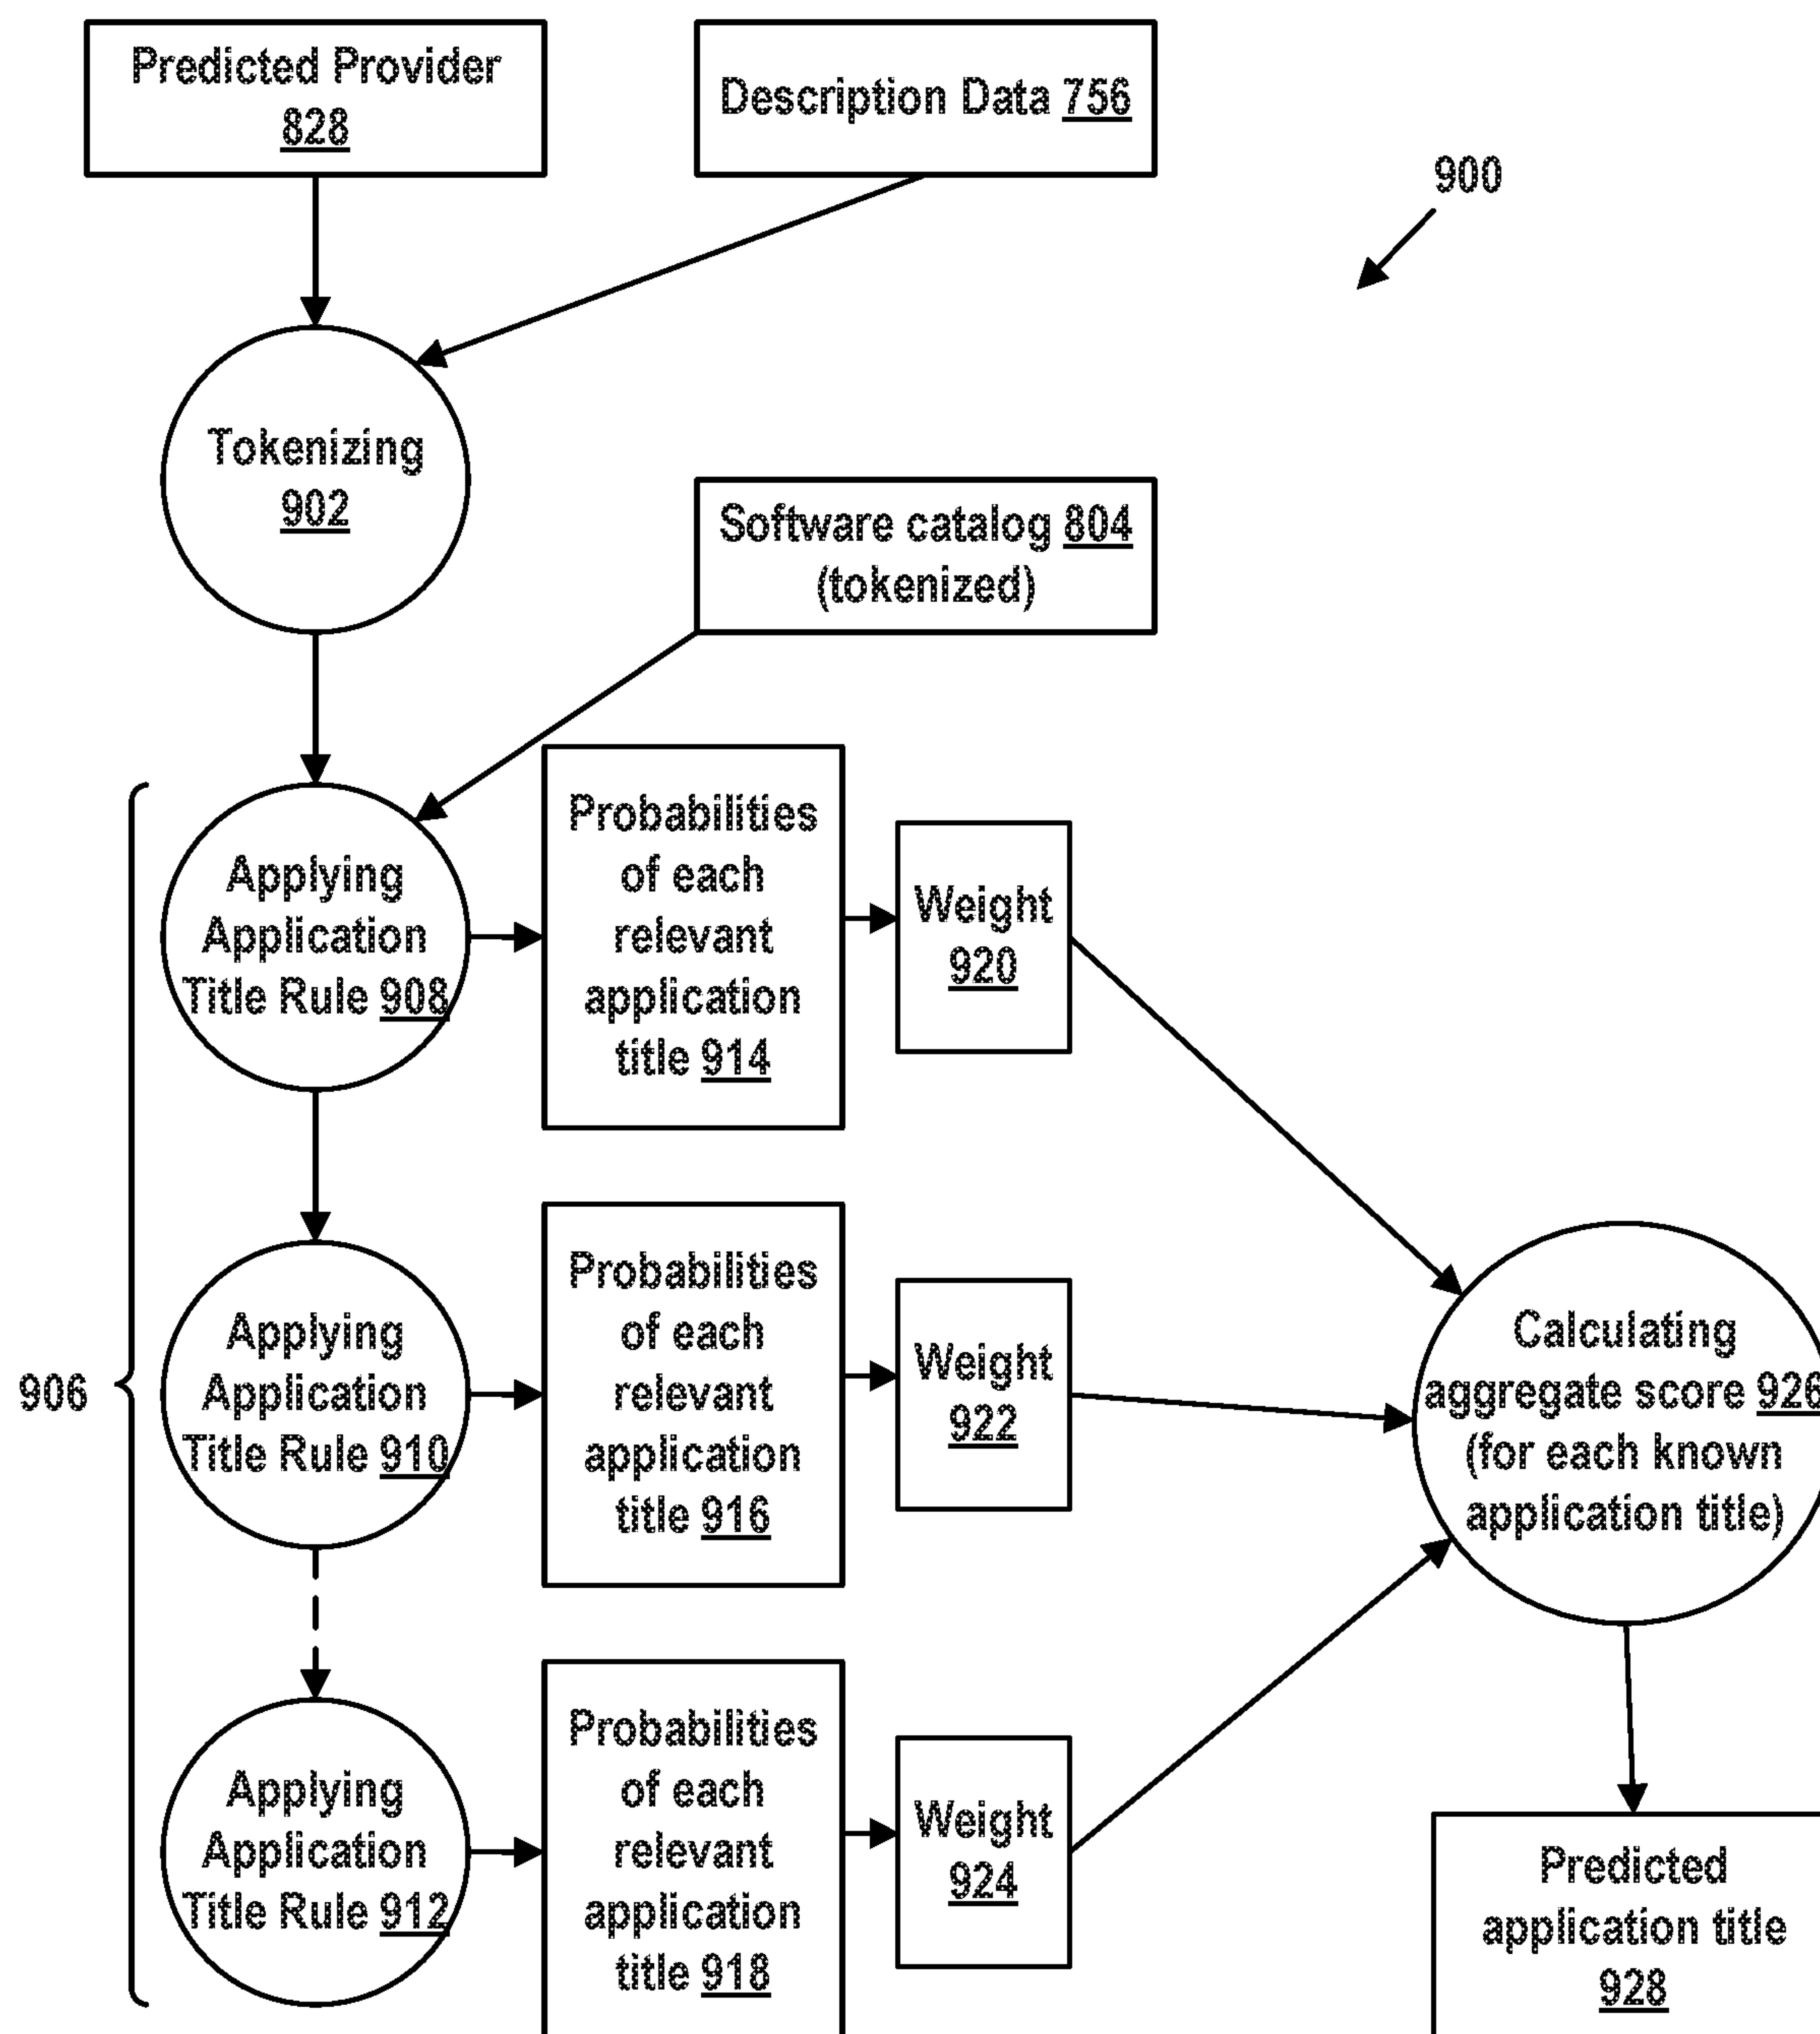 Predicted Provider
828
Description Data 756
900
Tokenizing
902
Software catalog 804
(tokenized)
Applying
Application
Title Rule 908
Probabilities
of each
relevant
application
title 914
Weight
920
906
Applying
Application
Title Rule 910
Probabilities
of each
relevant
application
title 916
Weight
922
Calculating
aggregate score 926
(for each known
application title)
Applying
Application
Title Rule 912
Probabilities
of each
relevant
application
title 918
Weight
924
Predicted
application title
928